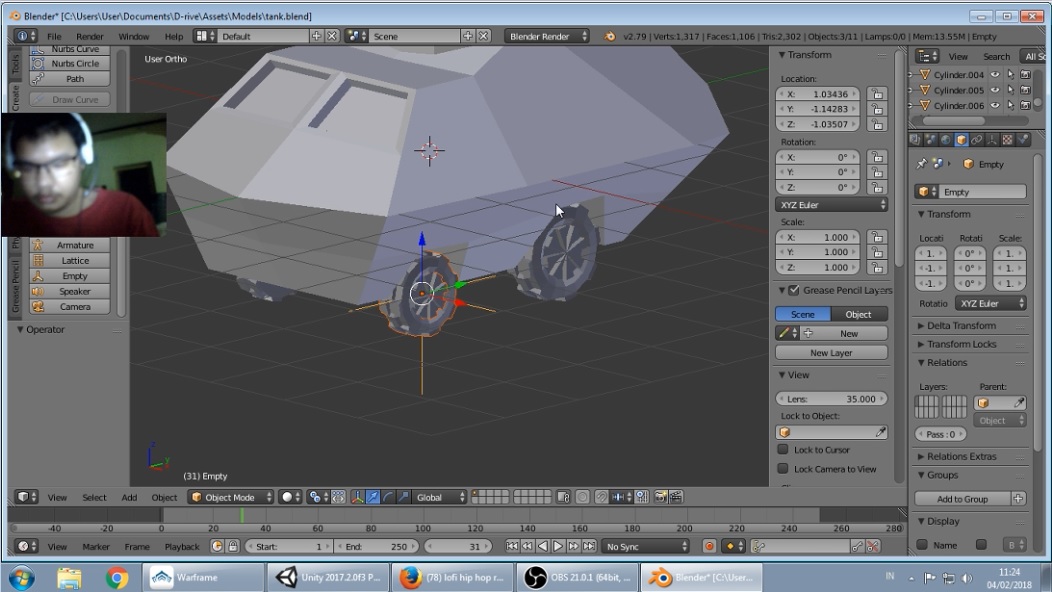 Blender* [C:\Users\User\Documents\D-rive\Assets\Models\tank.blend]
File Render Window Help Default Scene Blender Render v2.79 | Verts:1,317 | Faces:1,106 | Tris:2,302 | Objects:3/11 | Lamps:0/0 | Mem:13.55M | Empty
Tools
Create
Grease Pencil
Nurbs Curve
Nurbs Circle
Path
Draw Curve
Armature
Lattice
Empty
Speaker
Camera
Operator
User Ortho
(31) Empty
Transform
Location:
X: 1.03436
Y: -1.14283
Z: -1.03507
Rotation:
X: 0°
Y: 0°
Z: 0°
XYZ Euler
Scale:
X: 1.000
Y: 1.000
Z: 1.000
Grease Pencil Layers
Scene Object
New
New Layer
View
Lens: 35.000
Lock to Object:
Lock to Cursor
Lock Camera to View
View Search All Sc
Cylinder.004
Cylinder.005
Cylinder.006
Empty
Empty
Transform
Locati Rotati Scale:
1. 0° 1.
-1. 0° 1.
-1. 0° 1.
Rotatio XYZ Euler
Delta Transform
Transform Locks
Relations
Layers: Parent:
Object
Pass: 0
Relations Extras
Groups
Add to Group
Display
Name B
View Select Add Object Object Mode Global
-40 -20 0 20 40 60 80 100 120 140 160 180 200 220 240 260 280
View Marker Frame Playback Start: 1 End: 250 31 No Sync
Warframe Unity 2017.2.0f3 P... (78) lofi hip hop r... OBS 21.0.1 (64bit, ... Blender* [C:\User...
IN 11:24
04/02/2018